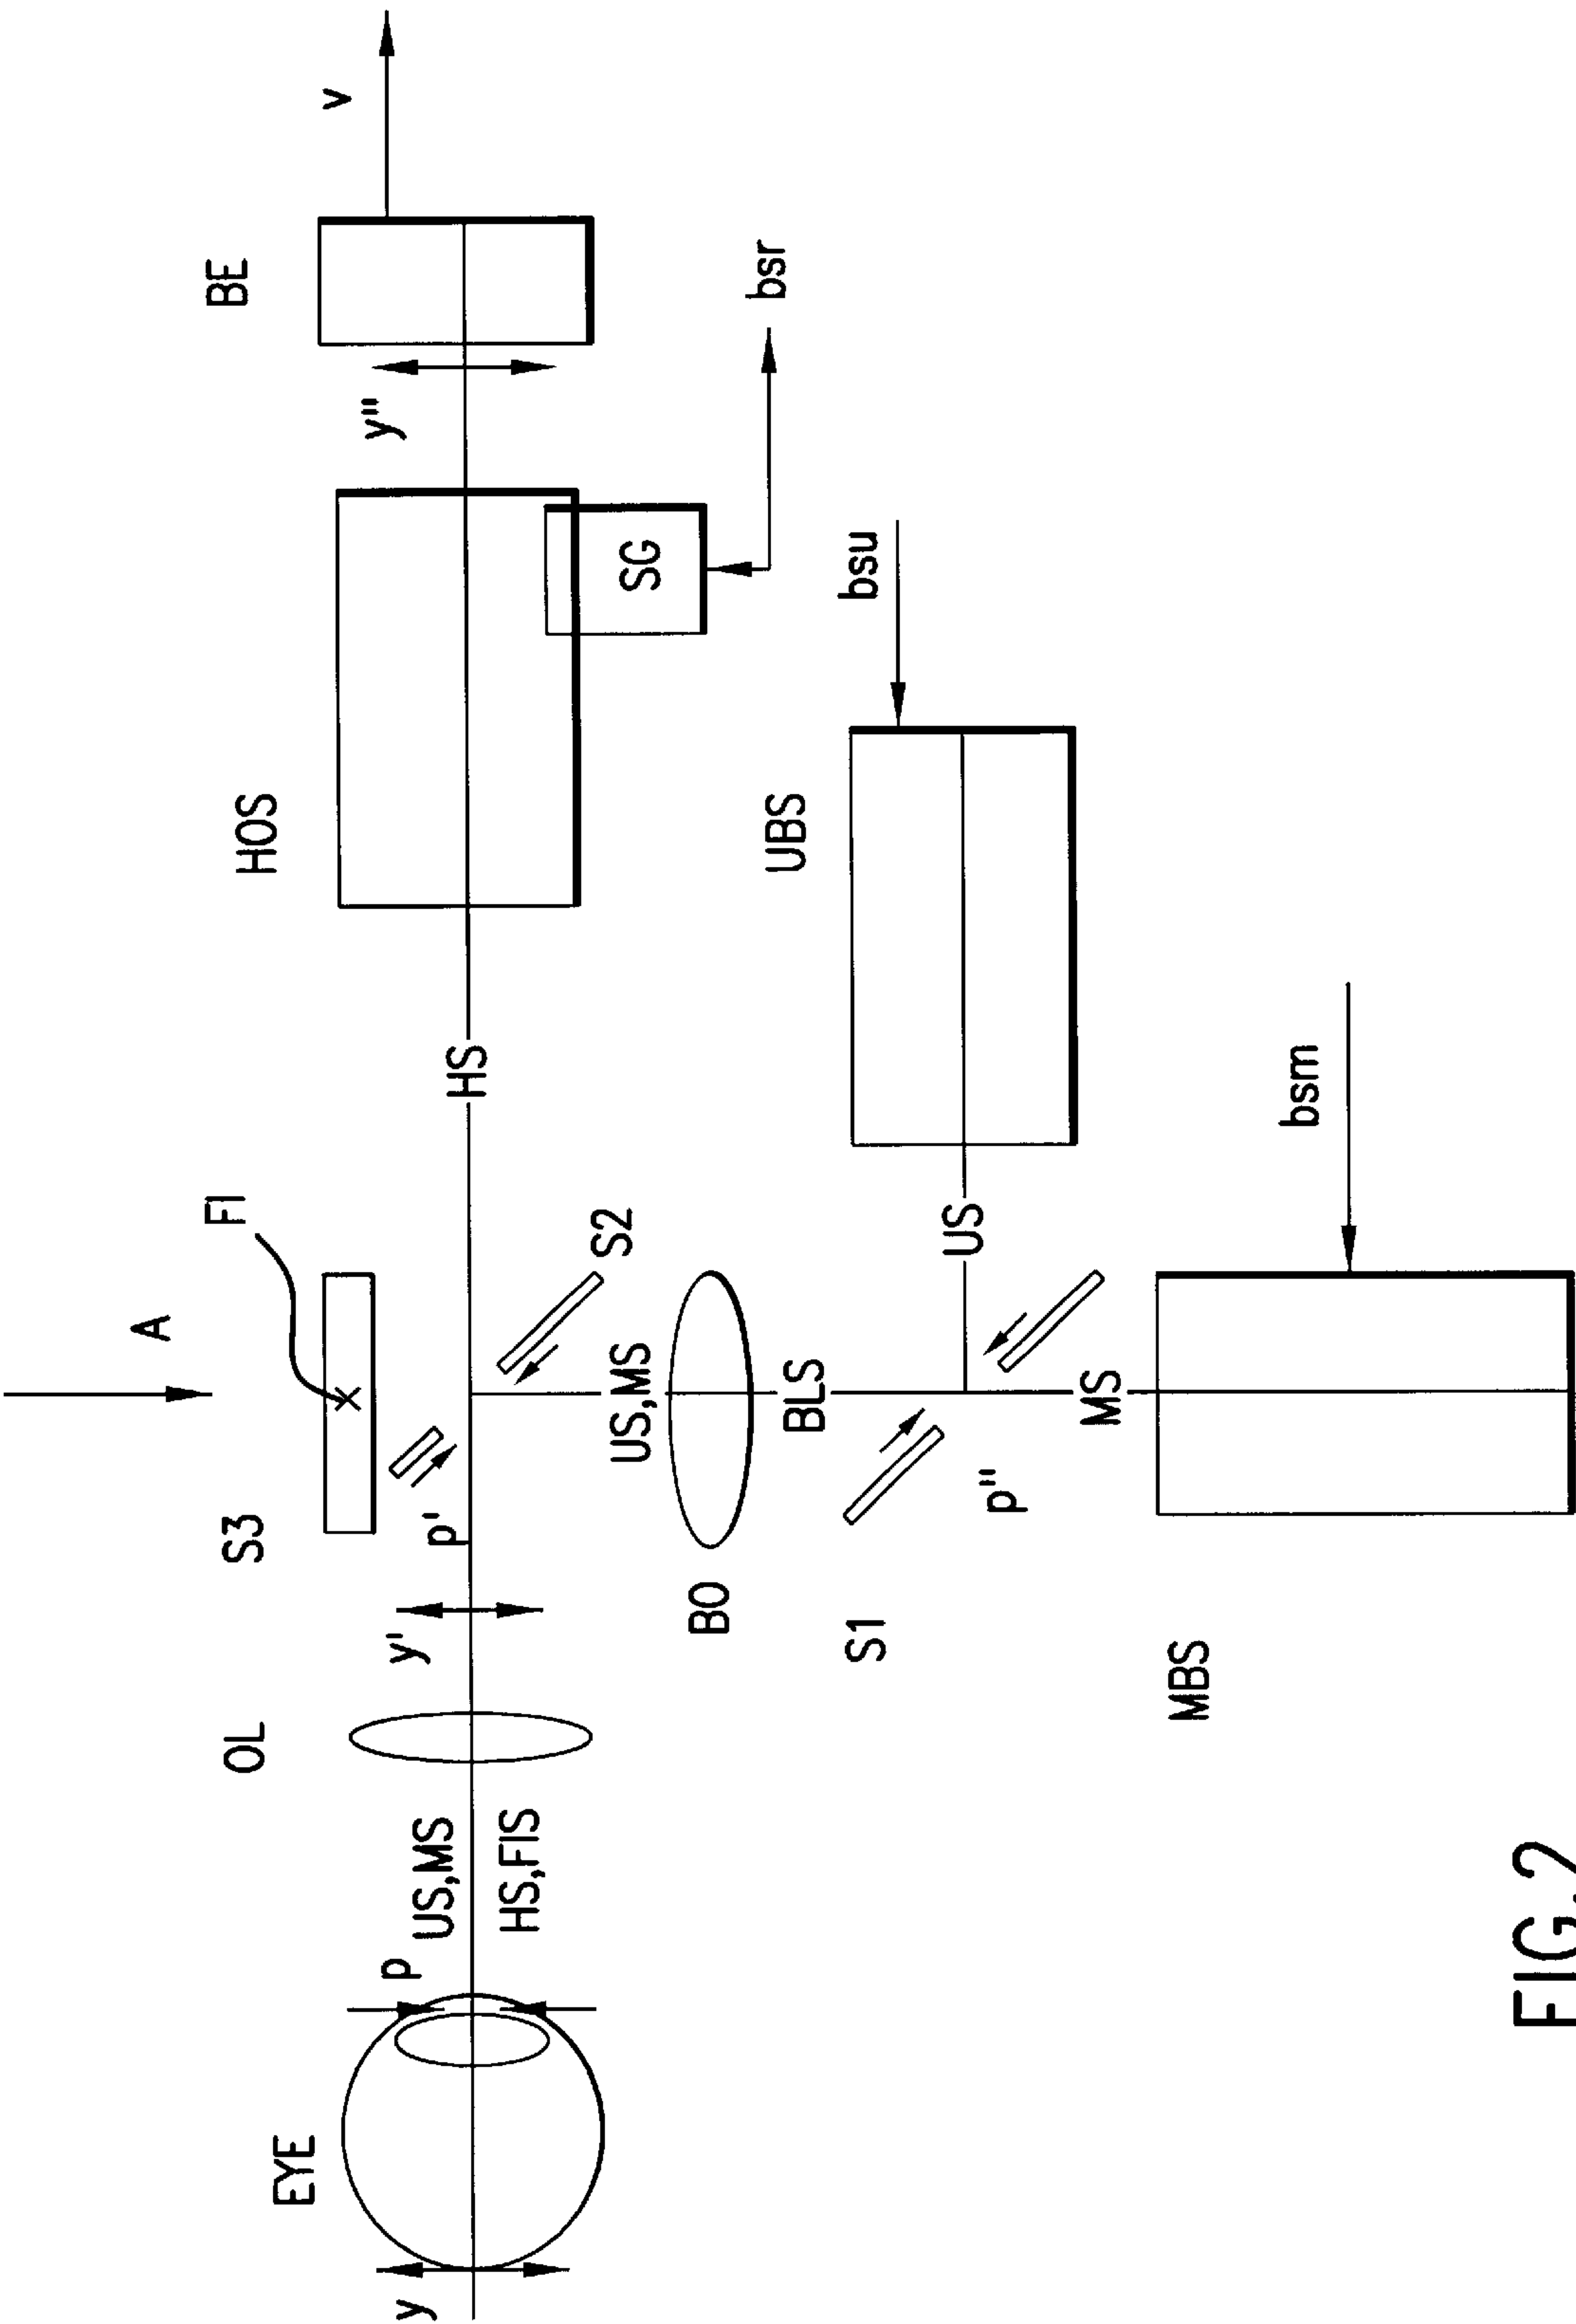 A
FI
S3
p'
y'
OL
US,MS
HS,FIS
p
EYE
y
HS
HOS
SG
y"
BE
v
bsr
S2
US,MS
BO
BLS
S1
p"
US
UBS
bsu
MS
MBS
bsm
FIG.2